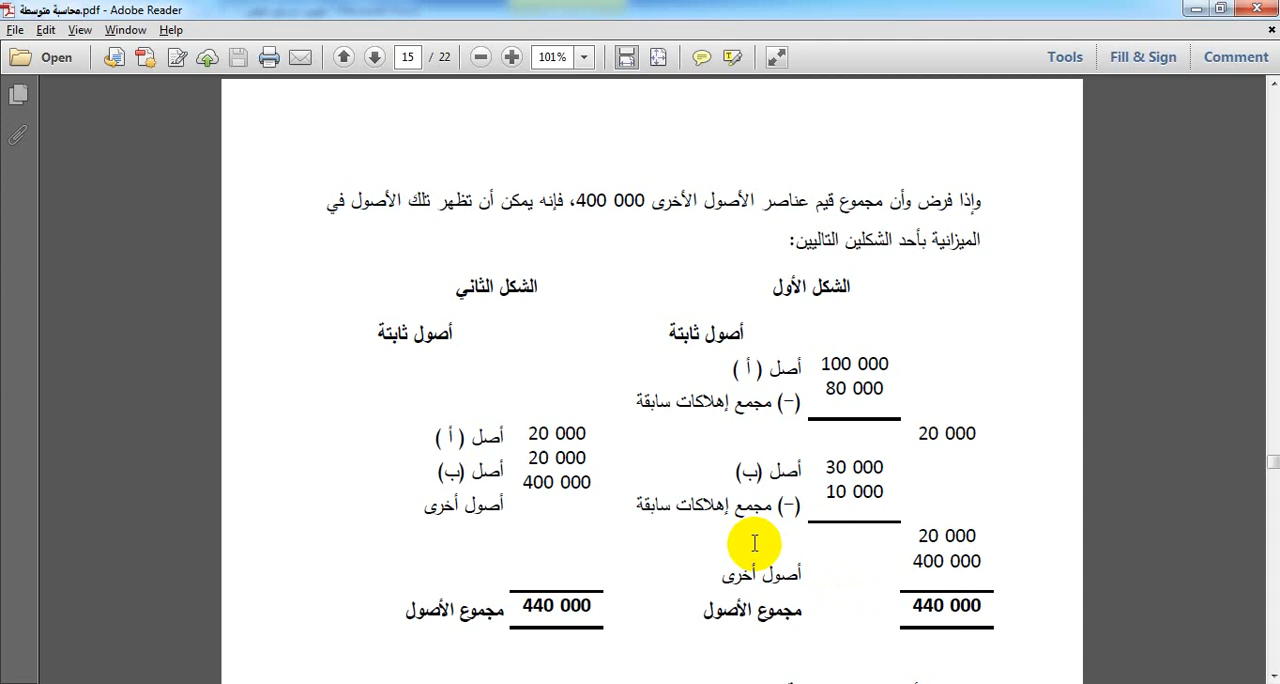 محاسبة متوسطة.pdf - Adobe Reader
File Edit View Window Help
Open 15 / 22 101% Tools Fill & Sign Comment
وإذا فرض وأن مجموع قيم عناصر الأصول الأخرى 000 400، فإنه يمكن أن تظهر تلك الأصول في
الميزانية بأحد الشكلين التاليين:
الشكل الأول
أصول ثابتة
100 000 أصل ( أ )
80 000 (–) مجمع إهلاكات سابقة
20 000
30 000 أصل (ب)
10 000 (–) مجمع إهلاكات سابقة
20 000
400 000 أصول أخرى
440 000 مجموع الأصول
الشكل الثاني
أصول ثابتة
20 000 أصل ( أ )
20 000 أصل (ب)
400 000 أصول أخرى
440 000 مجموع الأصول